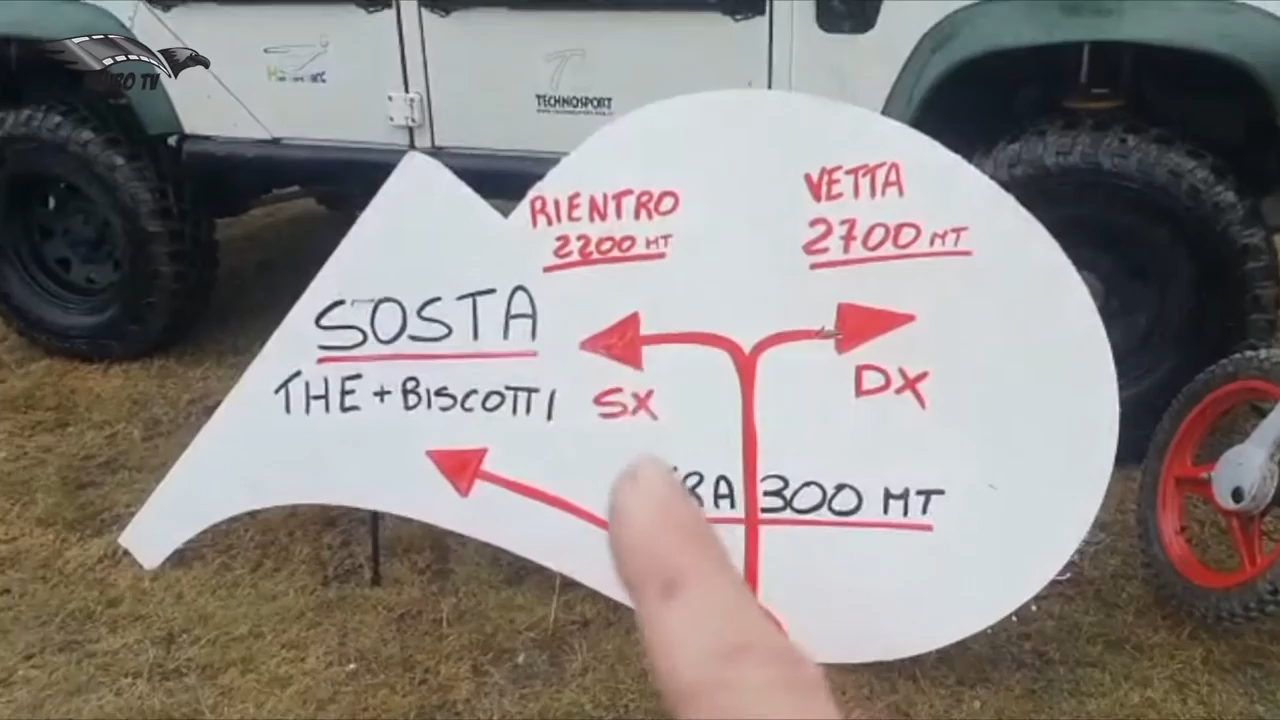 TECHNOSPORT
RIENTRO
2200 MT
VETTA
2700 MT
SOSTA
THE + BISCOTTI
SX
DX
300 MT